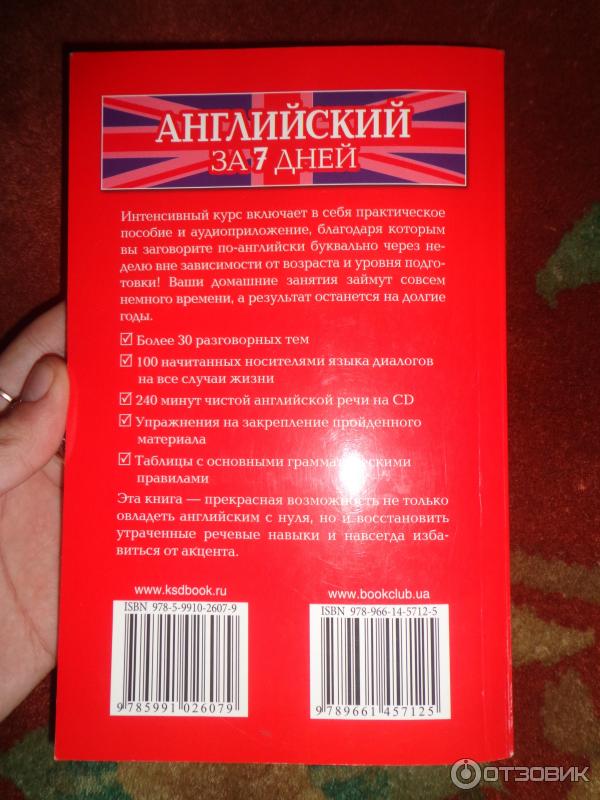 АНГЛИЙСКИЙ
ЗА 7 ДНЕЙ
Интенсивный курс включает в себя практическое
пособие и аудиоприложение, благодаря которым
вы заговорите по-английски буквально через не-
делю вне зависимости от возраста и уровня подго-
товки! Ваши домашние занятия займут совсем
немного времени, а результат останется на долгие
годы.
☑ Более 30 разговорных тем
☑ 100 начитанных носителями языка диалогов
на все случаи жизни
☑ 240 минут чистой английской речи на CD
☑ Упражнения на закрепление пройденного
материала
☑ Таблицы с основными грамматическими
правилами
Эта книга — прекрасная возможность не только
овладеть английским с нуля, но и восстановить
утраченные речевые навыки и навсегда изба-
виться от акцента.
www.ksdbook.ru
ISBN 978-5-9910-2607-9
9 785991 026079
www.bookclub.ua
ISBN 978-966-14-5712-5
9 789661 457125
ОТЗОВИК